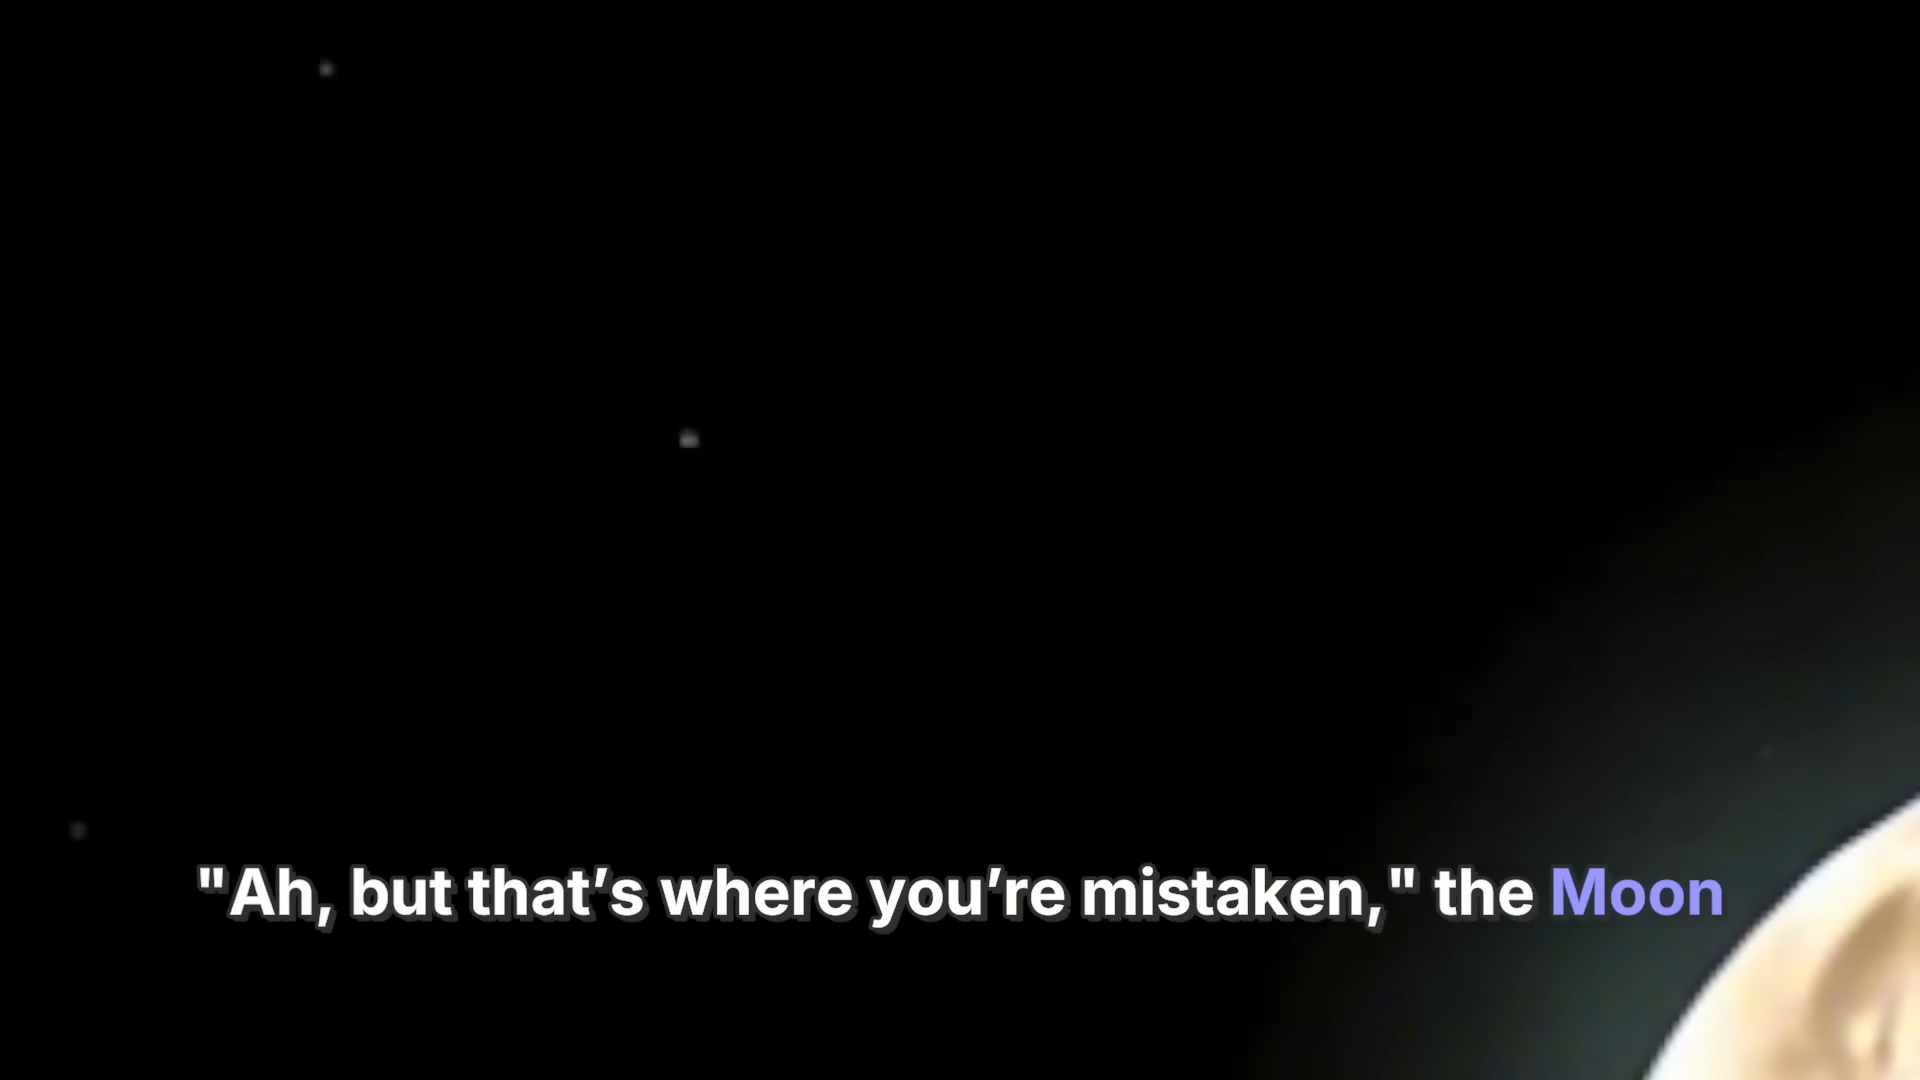 "Ah, but that’s where you’re mistaken," the Moon